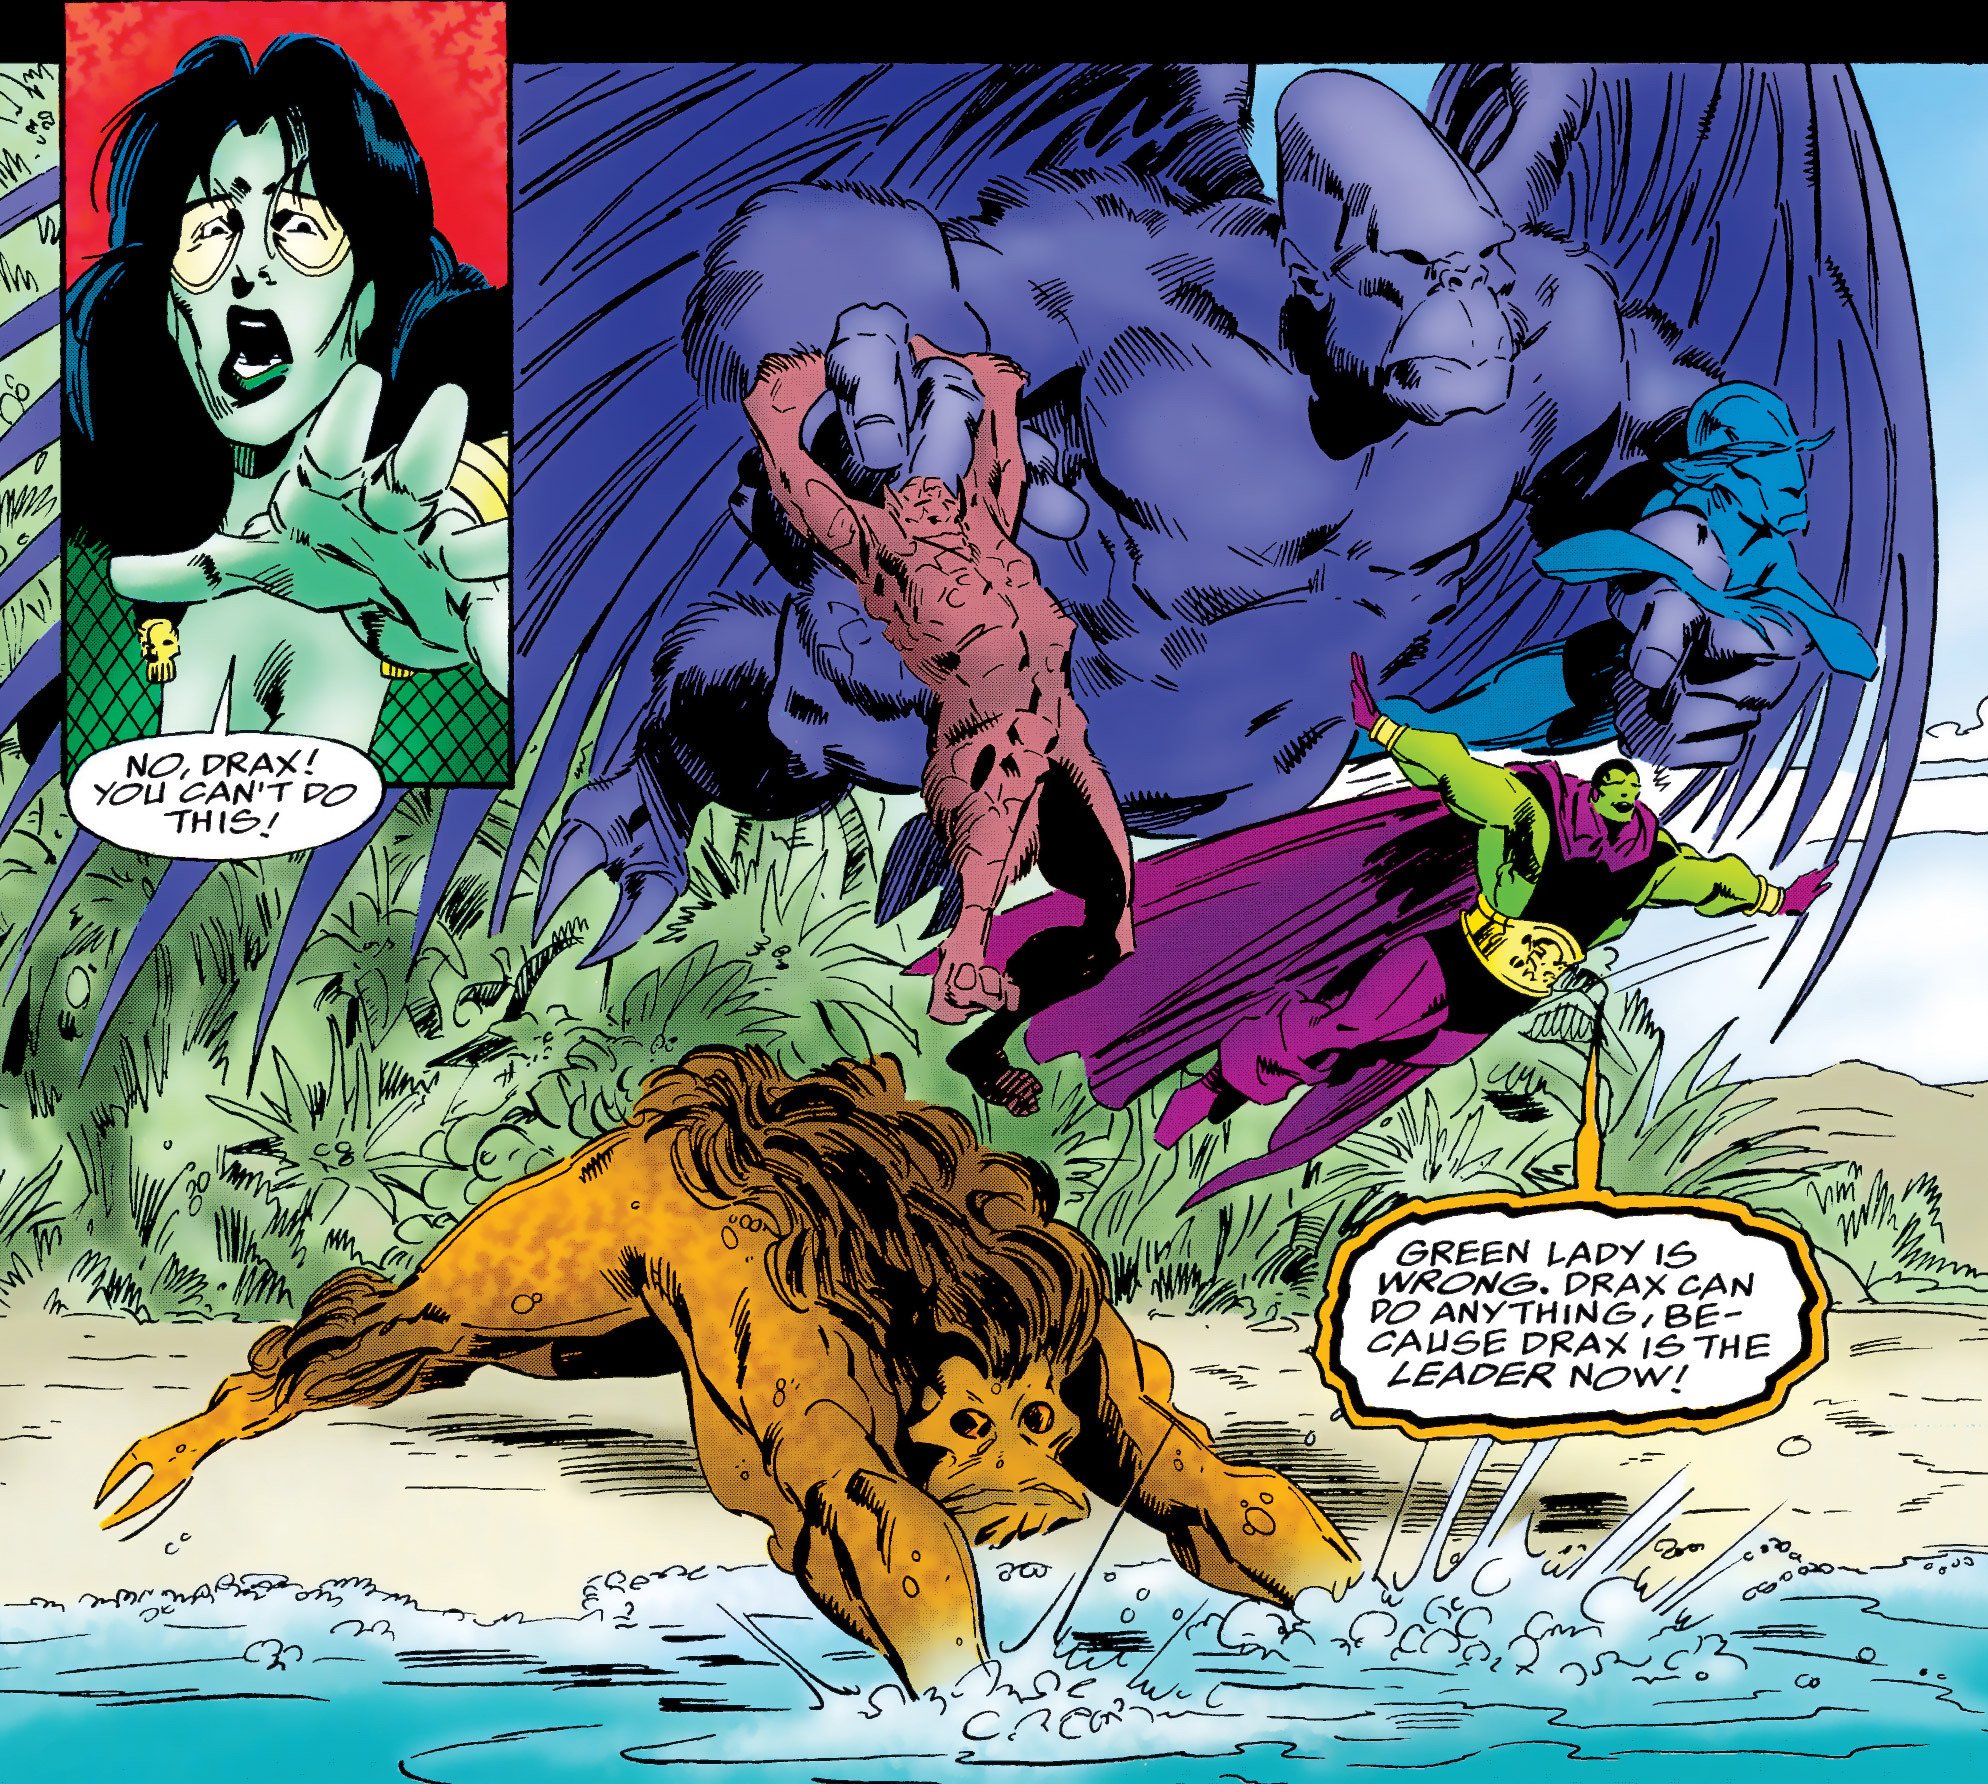 NO, DRAX!
YOU CAN'T DO
THIS!
GREEN LADY IS
WRONG. DRAX CAN
DO ANYTHING, BE-
CAUSE DRAX IS THE
LEADER NOW!